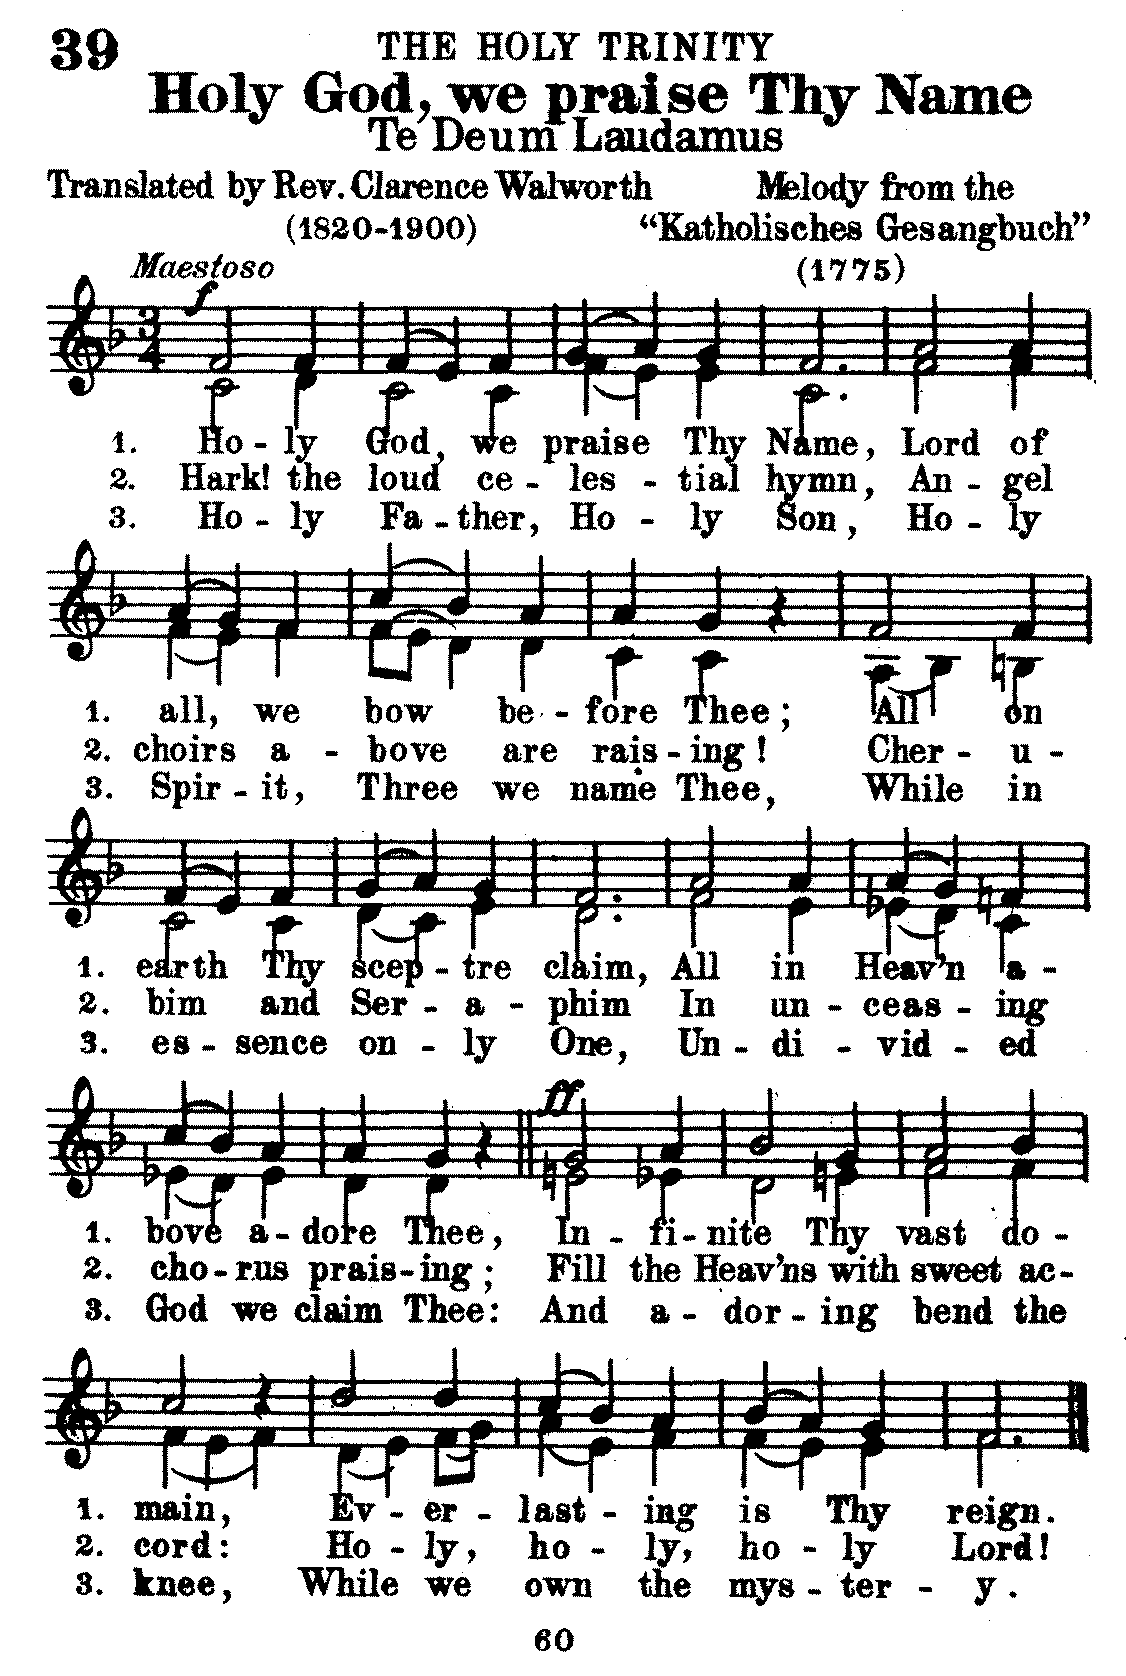 39
THE HOLY TRINITY
Holy God, we praise Thy Name
Te Deum Laudamus
Translated by Rev. Clarence Walworth
(1820-1900)
Melody from the
"Katholisches Gesangbuch"
(1775)
Maestoso
f
3
4
1. Ho - ly God, we praise Thy Name, Lord of
2. Hark! the loud ce - les - tial hymn, An - gel
3. Ho - ly Fa - ther, Ho - ly Son, Ho - ly
1. all, we bow be - fore Thee; All on
2. choirs a - bove are rais - ing! Cher - u -
3. Spir - it, Three we name Thee, While in
1. earth Thy scep - tre claim, All in Heav'n a -
2. bim and Ser - a - phim In un - ceas - ing
3. es - sence on - ly One, Un - di - vid - ed
ff
1. bove a - dore Thee, In - fi - nite Thy vast do -
2. cho - rus prais - ing; Fill the Heav'ns with sweet ac -
3. God we claim Thee: And a - dor - ing bend the
1. main, Ev - er - last - ing is Thy reign.
2. cord: Ho - ly, ho - ly, ho - ly Lord!
3. knee, While we own the mys - ter - y.
60